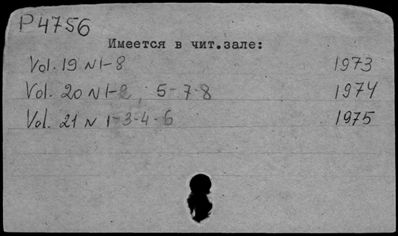 P4756
Имеется в чит.зале:
Vol. 19 N 1-8 1973
Vol. 20 N 1-2, 5-7-8 1974
Vol. 21 N 1-3-4-6 1975